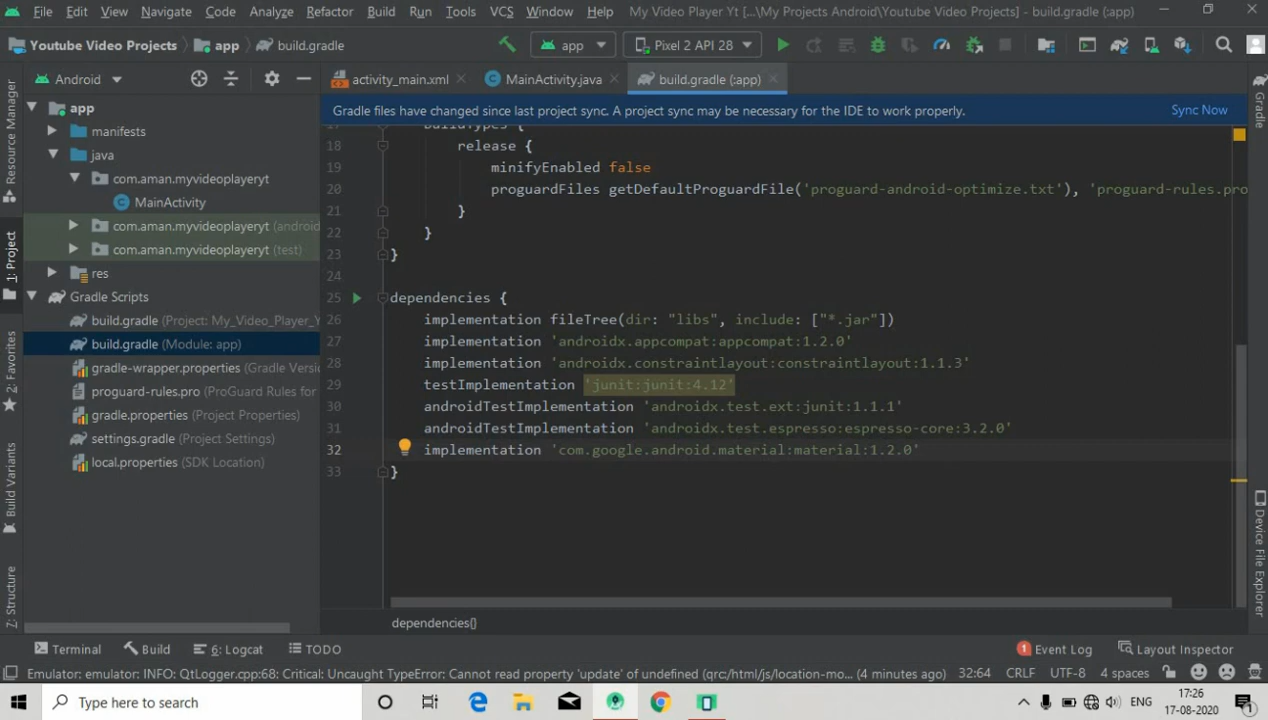 File Edit View Navigate Code Analyze Refactor Build Run Tools VCS Window Help My Video Player Yt [...\My Projects Android\Youtube Video Projects] - build.gradle (:app)
Youtube Video Projects app build.gradle app Pixel 2 API 28
Android activity_main.xml MainActivity.java build.gradle (:app)
Gradle files have changed since last project sync. A project sync may be necessary for the IDE to work properly. Sync Now
Resource Manager
1: Project
2: Favorites
Build Variants
Z: Structure
app
manifests
java
com.aman.myvideoplayeryt
MainActivity
com.aman.myvideoplayeryt (android
com.aman.myvideoplayeryt (test)
res
Gradle Scripts
build.gradle (Project: My_Video_Player_Y
build.gradle (Module: app)
gradle-wrapper.properties (Gradle Versi
proguard-rules.pro (ProGuard Rules for
gradle.properties (Project Properties)
settings.gradle (Project Settings)
local.properties (SDK Location)
17 buildTypes {
18 release {
19 minifyEnabled false
20 proguardFiles getDefaultProguardFile('proguard-android-optimize.txt'), 'proguard-rules.pro
21 }
22 }
23 }
24
25 dependencies {
26 implementation fileTree(dir: "libs", include: ["*.jar"])
27 implementation 'androidx.appcompat:appcompat:1.2.0'
28 implementation 'androidx.constraintlayout:constraintlayout:1.1.3'
29 testImplementation 'junit:junit:4.12'
30 androidTestImplementation 'androidx.test.ext:junit:1.1.1'
31 androidTestImplementation 'androidx.test.espresso:espresso-core:3.2.0'
32 implementation 'com.google.android.material:material:1.2.0'
33 }
dependencies{}
Gradle
Device File Explorer
Terminal Build 6: Logcat TODO 1 Event Log Layout Inspector
Emulator: emulator: INFO: QtLogger.cpp:68: Critical: Uncaught TypeError: Cannot read property 'update' of undefined (qrc/html/js/location-mo... (4 minutes ago) 32:64 CRLF UTF-8 4 spaces
Type here to search ENG 17:26
17-08-2020 1